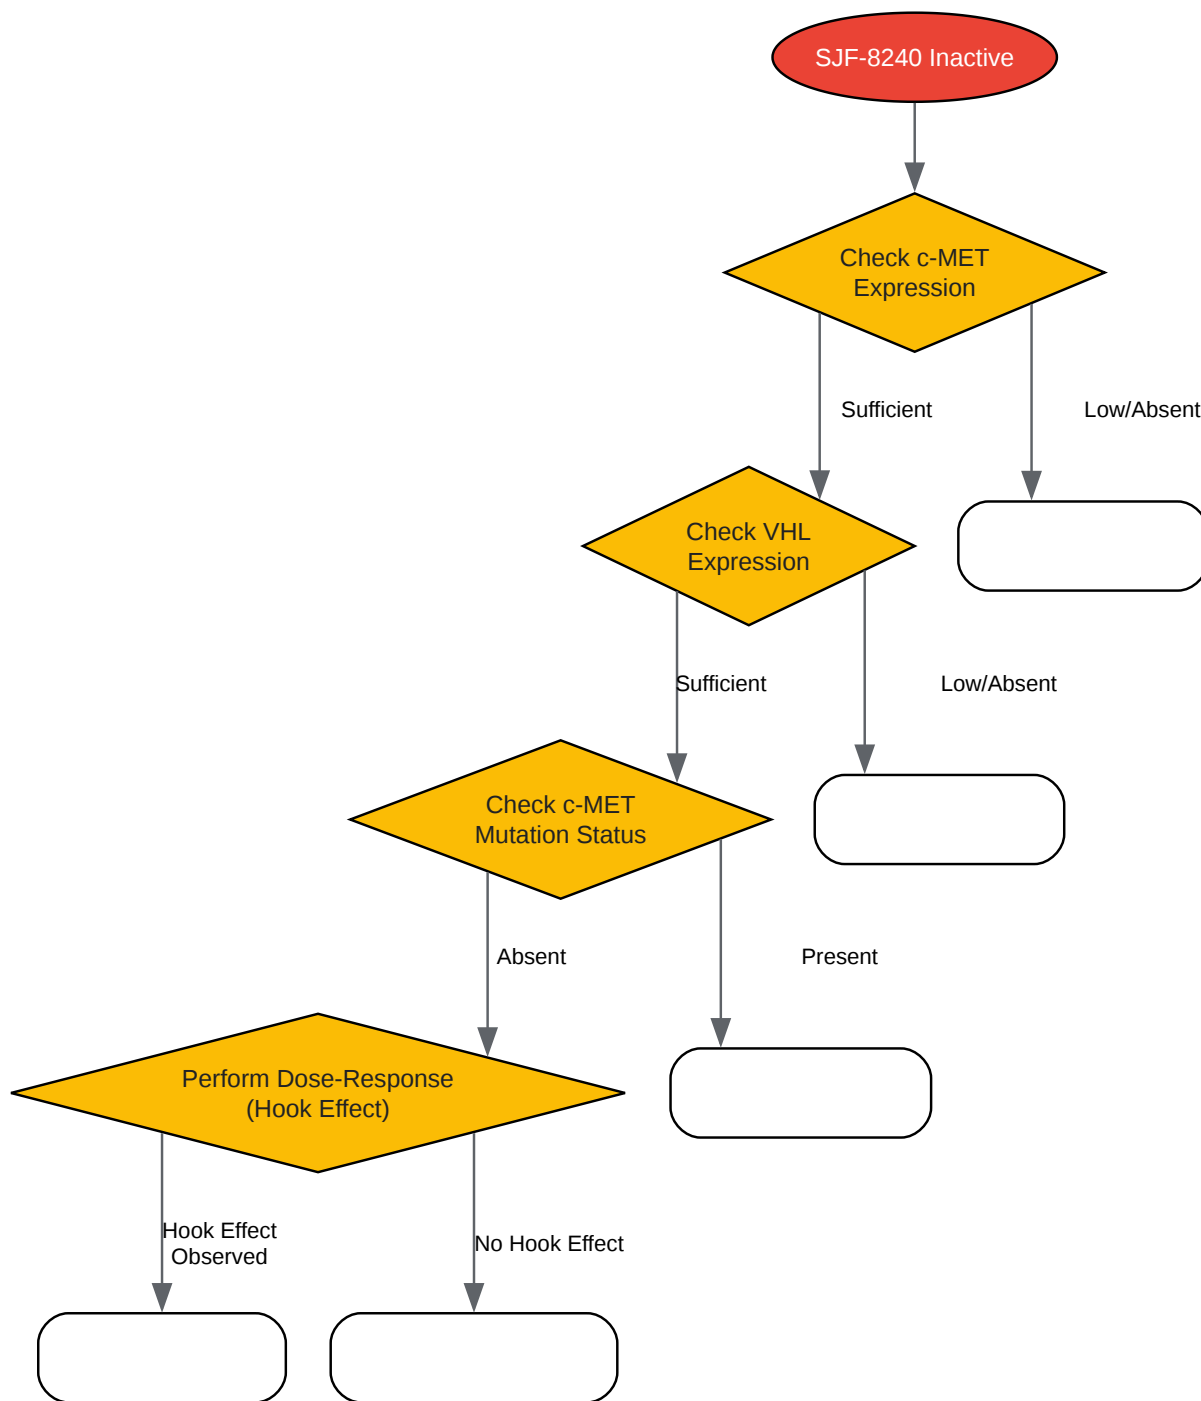 SJF-8240 Inactive
Check c-MET
Expression
Sufficient
Low/Absent
Check VHL
Expression
Sufficient
Low/Absent
Check c-MET
Mutation Status
Absent
Present
Perform Dose-Response
(Hook Effect)
Hook Effect
Observed
No Hook Effect